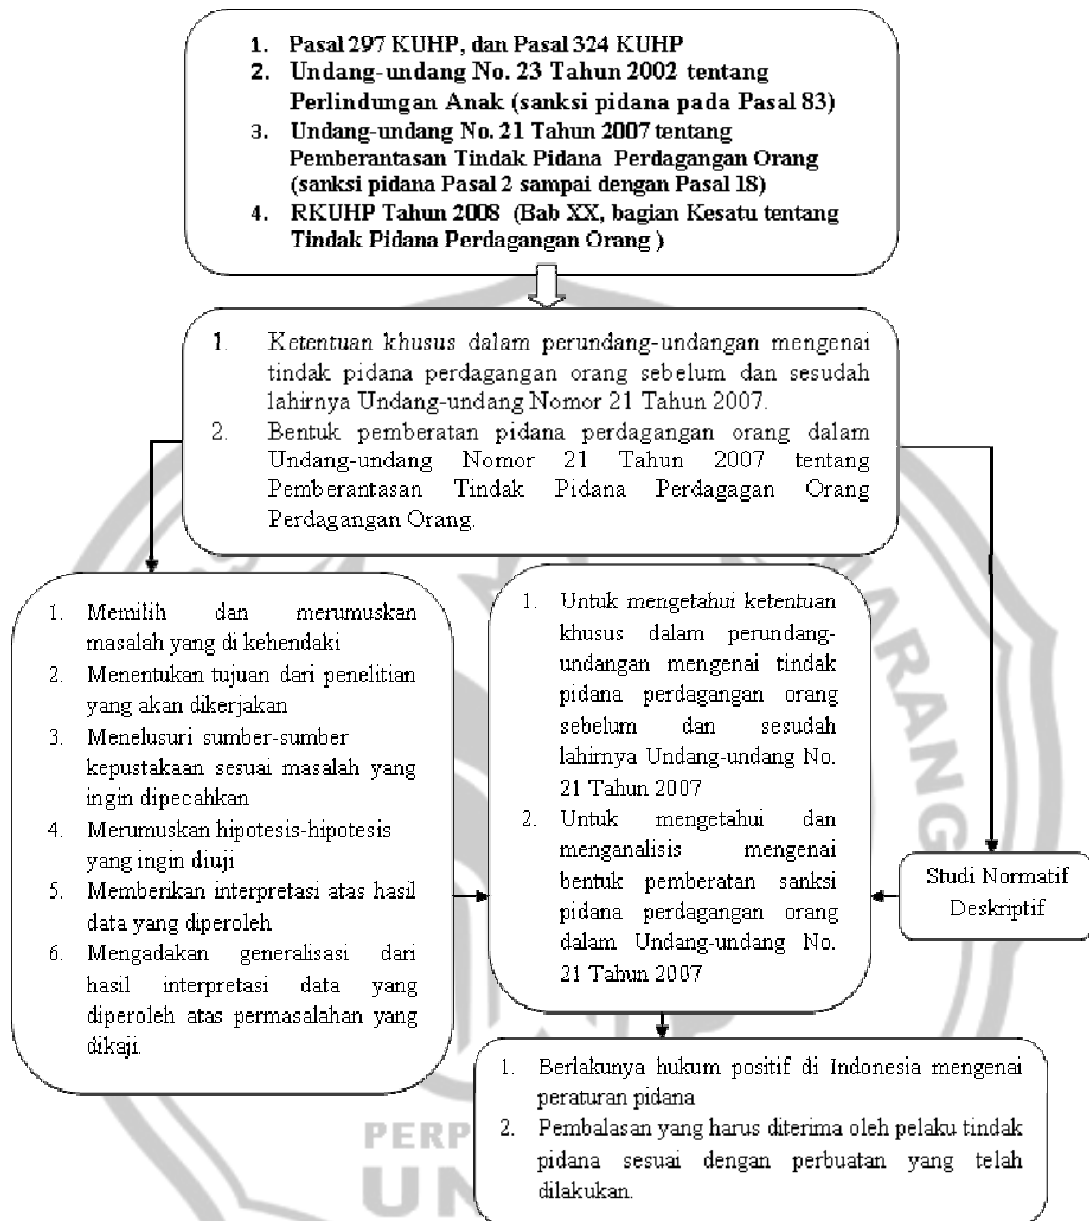 1. Pasal 297 KUHP, dan Pasal 324 KUHP
2. Undang-undang No. 23 Tahun 2002 tentang
Perlindungan Anak (sanksi pidana pada Pasal 83)
3. Undang-undang No. 21 Tahun 2007 tentang
Pemberantasan Tindak Pidana Perdagangan Orang
(sanksi pidana Pasal 2 sampai dengan Pasal 18)
4. RKUHP Tahun 2008 (Bab XX, bagian Kesatu tentang
Tindak Pidana Perdagangan Orang )
1. Ketentuan khusus dalam perundang-undangan mengenai
tindak pidana perdagangan orang sebelum dan sesudah
lahirnya Undang-undang Nomor 21 Tahun 2007.
2. Bentuk pemberatan pidana perdagangan orang dalam
Undang-undang Nomor 21 Tahun 2007 tentang
Pemberantasan Tindak Pidana Perdagagan Orang
Perdagangan Orang.
1. Memilih dan merumuskan
masalah yang di kehendaki
2. Menentukan tujuan dari penelitian
yang akan dikerjakan
3. Menelusuri sumber-sumber
kepustakaan sesuai masalah yang
ingin dipecahkan
4. Merumuskan hipotesis-hipotesis
yang ingin diuji
5. Memberikan interpretasi atas hasil
data yang diperoleh
6. Mengadakan generalisasi dari
hasil interpretasi data yang
diperoleh atas permasalahan yang
dikaji.
1. Untuk mengetahui ketentuan
khusus dalam perundang-
undangan mengenai tindak
pidana perdagangan orang
sebelum dan sesudah
lahirnya Undang-undang No.
21 Tahun 2007
2. Untuk mengetahui dan
menganalisis mengenai
bentuk pemberatan sanksi
pidana perdagangan orang
dalam Undang-undang No.
21 Tahun 2007
Studi Normatif
Deskriptif
1. Berlakunya hukum positif di Indonesia mengenai
peraturan pidana
2. Pembalasan yang harus diterima oleh pelaku tindak
pidana sesuai dengan perbuatan yang telah
dilakukan.